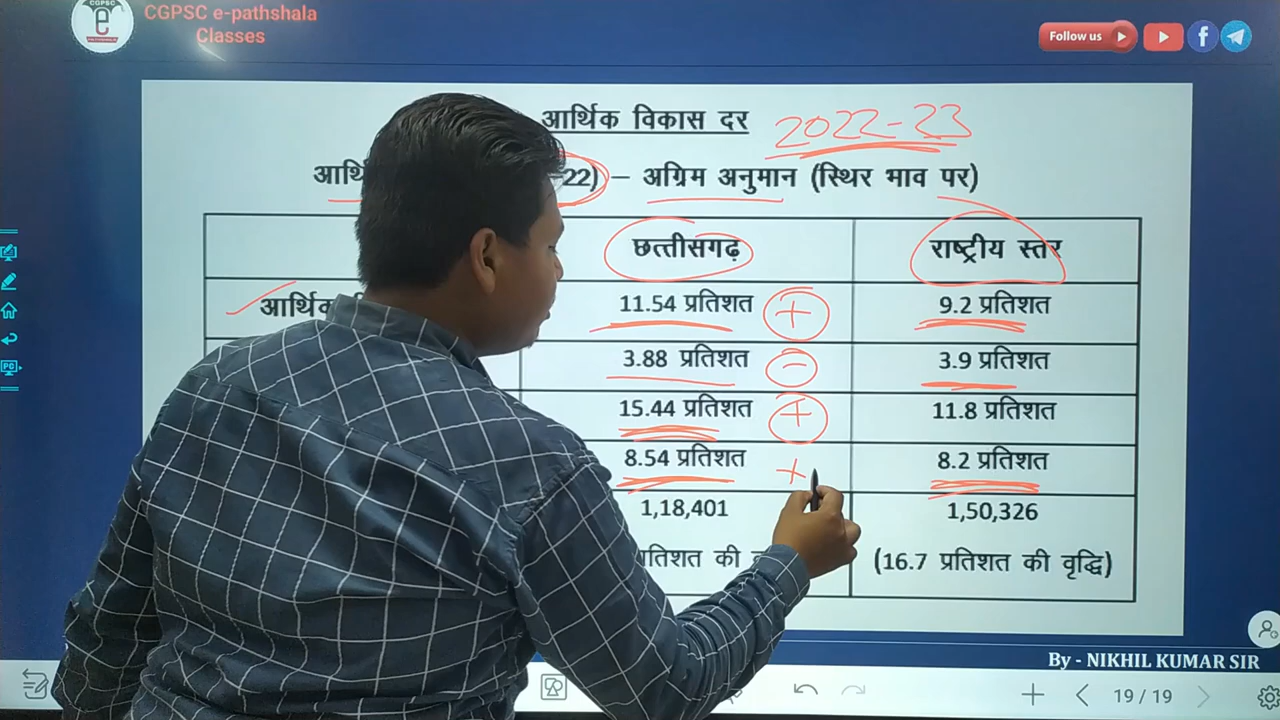 CGPSC e-pathshala
Classes
CGPSC
e
Follow us
आर्थिक विकास दर 2022-23
22) – अग्रिम अनुमान (स्थिर भाव पर)
छत्तीसगढ़ राष्ट्रीय स्तर
आर्थिक 11.54 प्रतिशत + 9.2 प्रतिशत
3.88 प्रतिशत - 3.9 प्रतिशत
15.44 प्रतिशत + 11.8 प्रतिशत
8.54 प्रतिशत + 8.2 प्रतिशत
1,18,401 1,50,326
की (16.7 प्रतिशत की वृद्धि)
By - NIKHIL KUMAR SIR
19 / 19